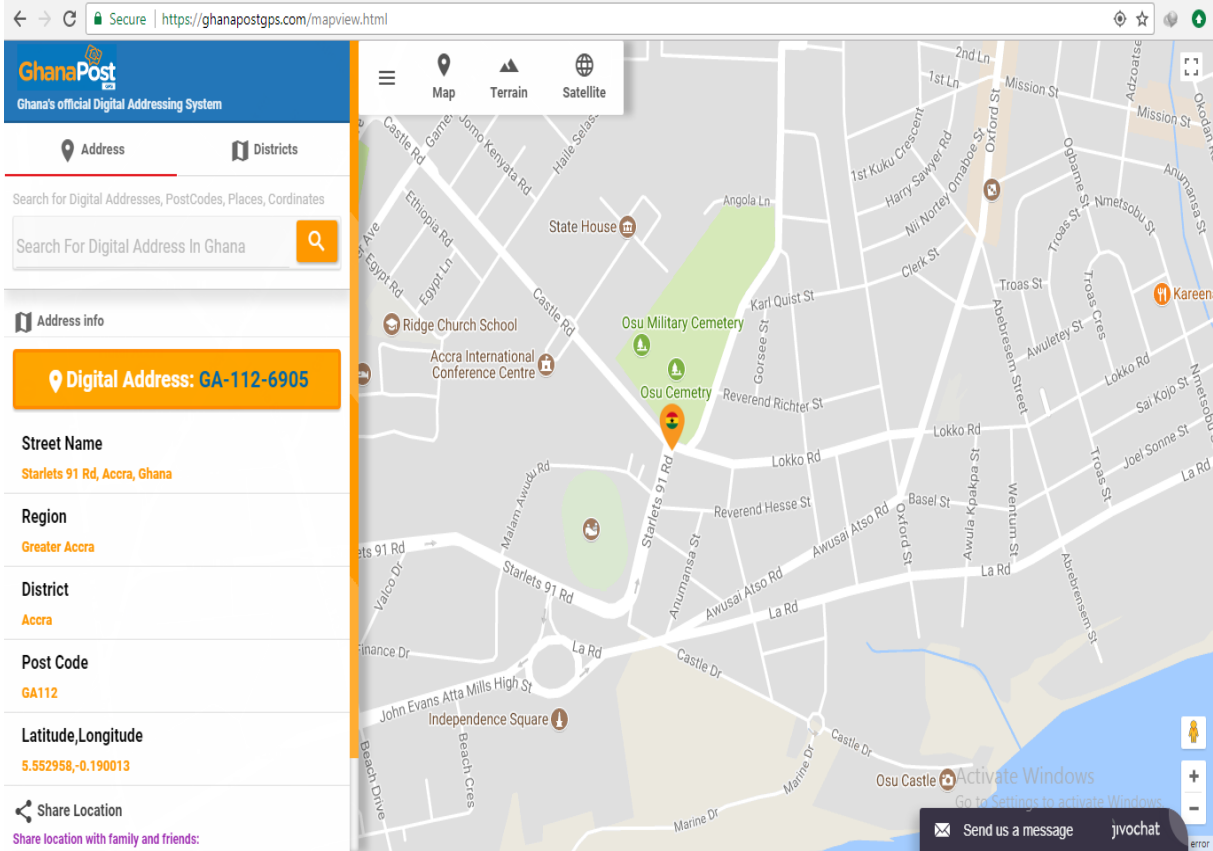 Secure
https://ghanapostgps.com/mapview.html
GhanaPost
GPS
Ghana's official Digital Addressing System
Address
Districts
Search for Digital Addresses, PostCodes, Places, Cordinates
Search For Digital Address In Ghana
Address info
Digital Address: GA-112-6905
Street Name
Starlets 91 Rd, Accra, Ghana
Region
Greater Accra
District
Accra
Post Code
GA112
Latitude,Longitude
5.552958,-0.190013
Share Location
Share location with family and friends:
Map
Terrain
Satellite
2nd Ln
1st Ln
Mission St
Mission St
Adzoatse
Okodan
Oxford St
Castle Rd
Jomo Kenyata Rd
Haile Selas
1st Kuku Crescent
Harry Sawyer Rd
Nii Nortey Omaboe St
Ogbame St
Anumansa St
Nmetsobu St
Troas St
Angola Ln
State House
Ethiopia Rd
Egypt Rd
Egypt Ln
Clerk St
Troas St
Troas Cres
Kareen
Castle Rd
Karl Quist St
Ridge Church School
Osu Military Cemetery
Gorsee St
Abebresem Street
Awuletey St
Accra International
Conference Centre
Osu Cemetry
Reverend Richter St
Lokko Rd
Sai Kojo St
Nmetsobu
Lokko Rd
Lokko Rd
Joel Sonne St
La Rd
Troas St
Malam Awudu Rd
Starlets 91 Rd
Reverend Hesse St
Basel St
Oxford St
Awula Kpakpa St
Wentum St
Awusai Atso Rd
ets 91 Rd
Valco Dr
Starlets 91 Rd
Anumansa St
Awusai Atso Rd
La Rd
La Rd
Abrebrensem St
Finance Dr
La Rd
Castle Dr
John Evans Atta Mills High St
Independence Square
Beach Drive
Beach Cres
Castle Dr
Marine Dr
Osu Castle
Marine Dr
Activate Windows
Go to Settings to activate Windows.
Send us a message
jivochat
error